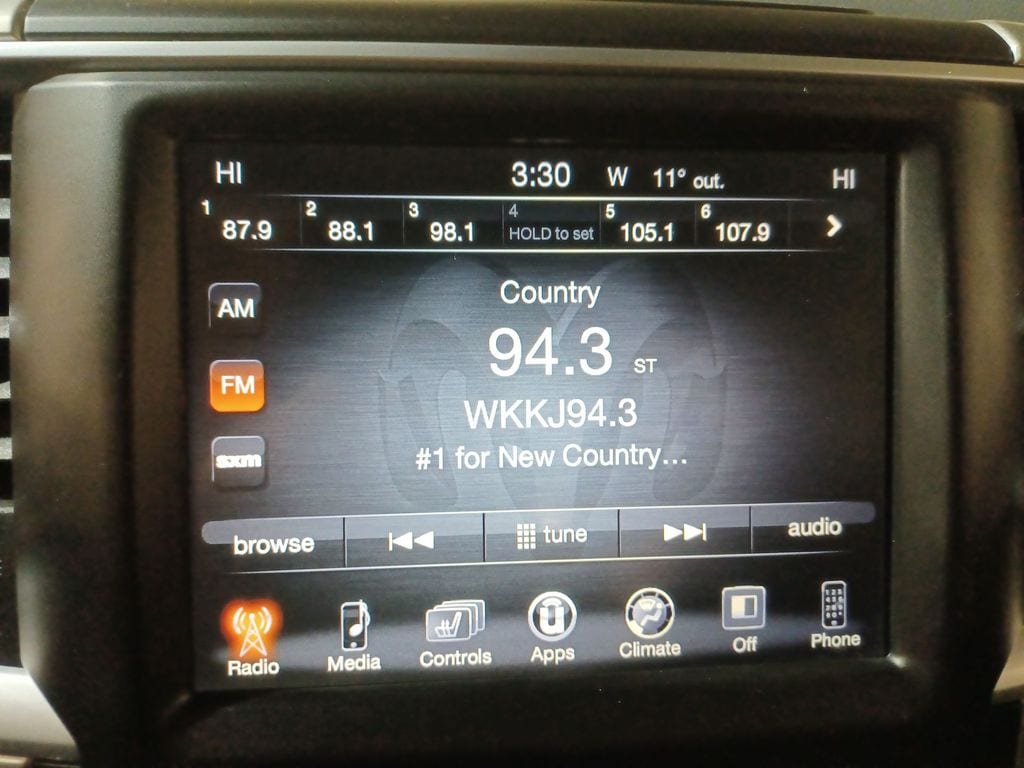 HI 3:30 W 11° out. HI
1 87.9 2 88.1 3 98.1 4 HOLD to set 5 105.1 6 107.9
Country
AM
94.3 ST
FM
WKKJ94.3
#1 for New Country...
sxm
browse tune audio
Radio Media Controls Apps Climate Off Phone